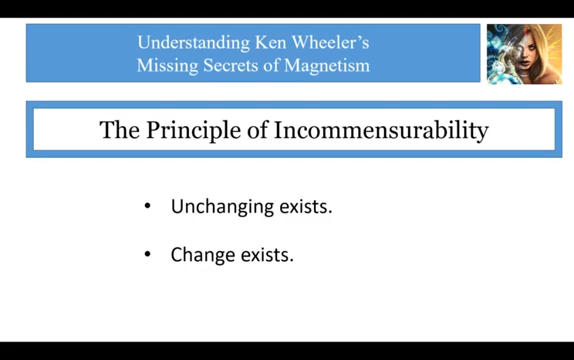 Understanding Ken Wheeler's
Missing Secrets of Magnetism
The Principle of Incommensurability
• Unchanging exists.
• Change exists.